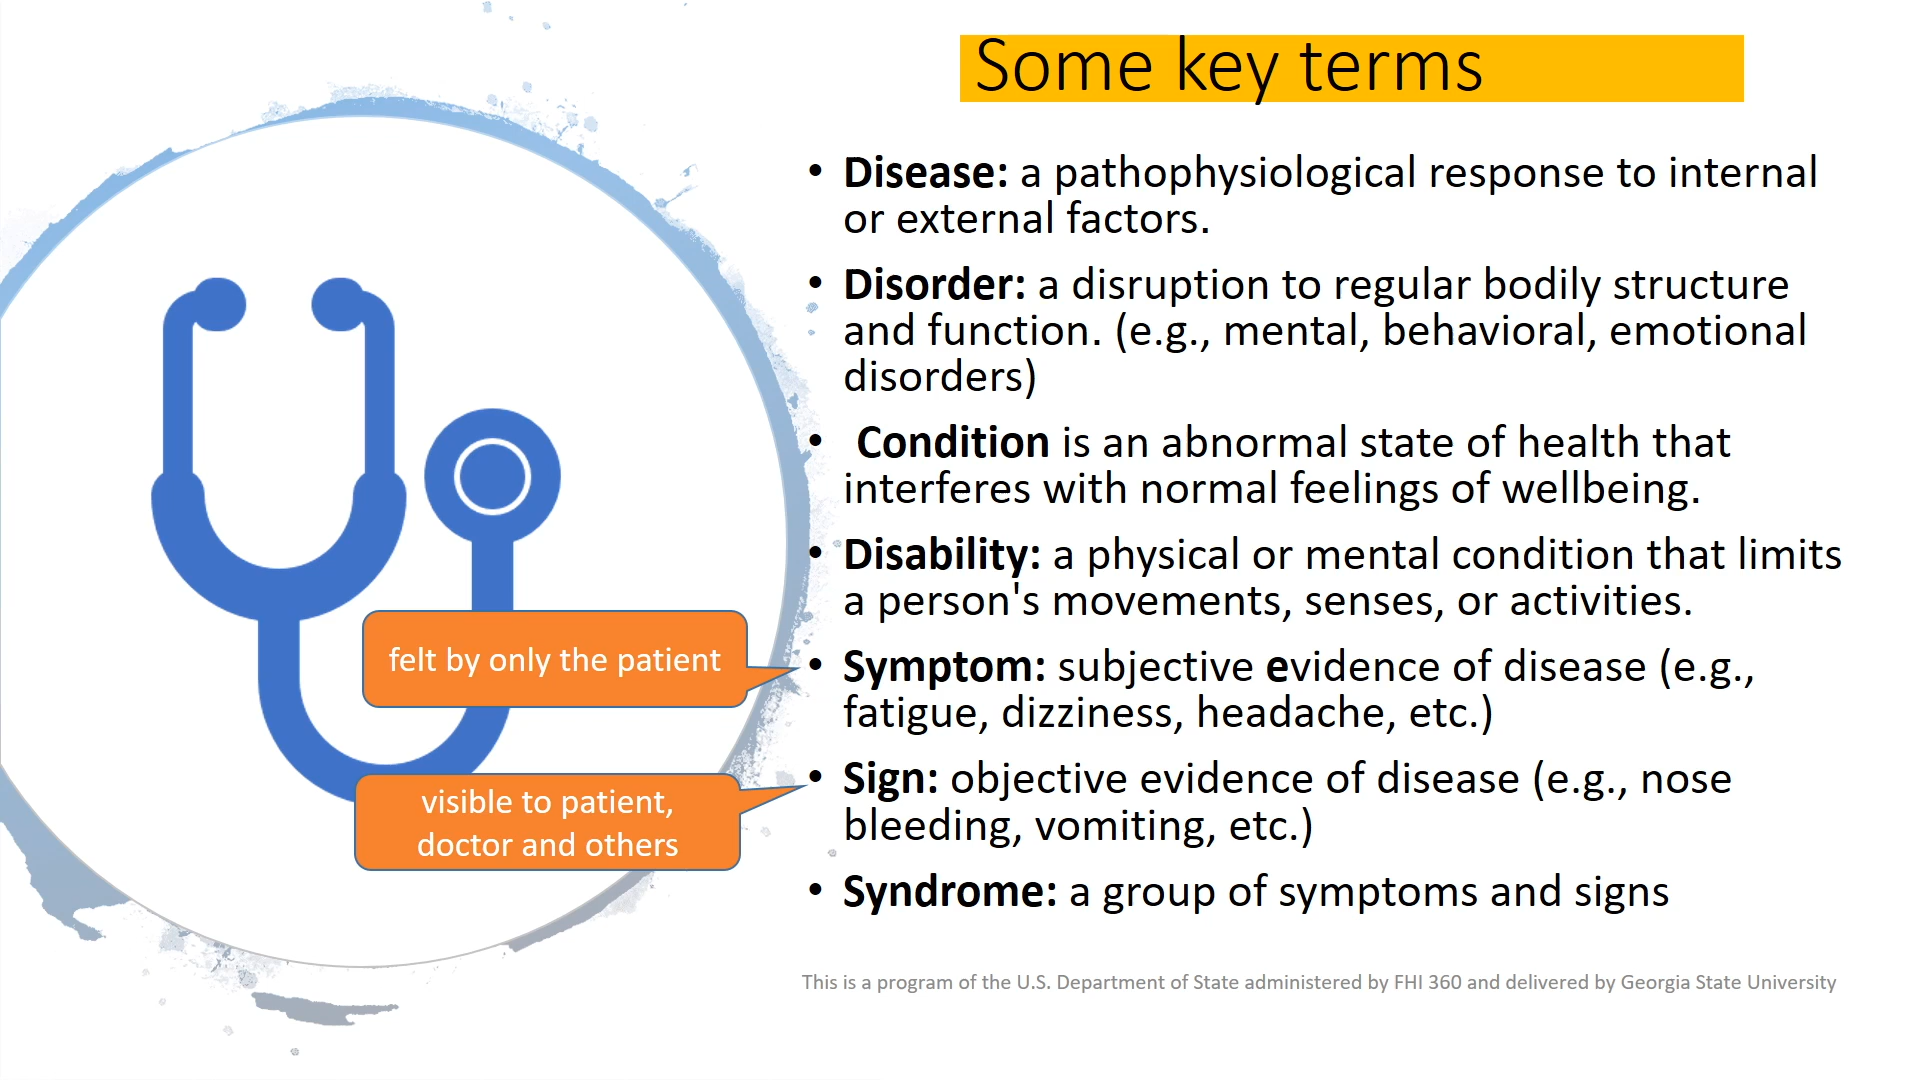 Some key terms
• Disease: a pathophysiological response to internal
or external factors.
• Disorder: a disruption to regular bodily structure
and function. (e.g., mental, behavioral, emotional
disorders)
• Condition is an abnormal state of health that
interferes with normal feelings of wellbeing.
• Disability: a physical or mental condition that limits
a person's movements, senses, or activities.
felt by only the patient
• Symptom: subjective evidence of disease (e.g.,
fatigue, dizziness, headache, etc.)
visible to patient,
doctor and others
• Sign: objective evidence of disease (e.g., nose
bleeding, vomiting, etc.)
• Syndrome: a group of symptoms and signs
This is a program of the U.S. Department of State administered by FHI 360 and delivered by Georgia State University